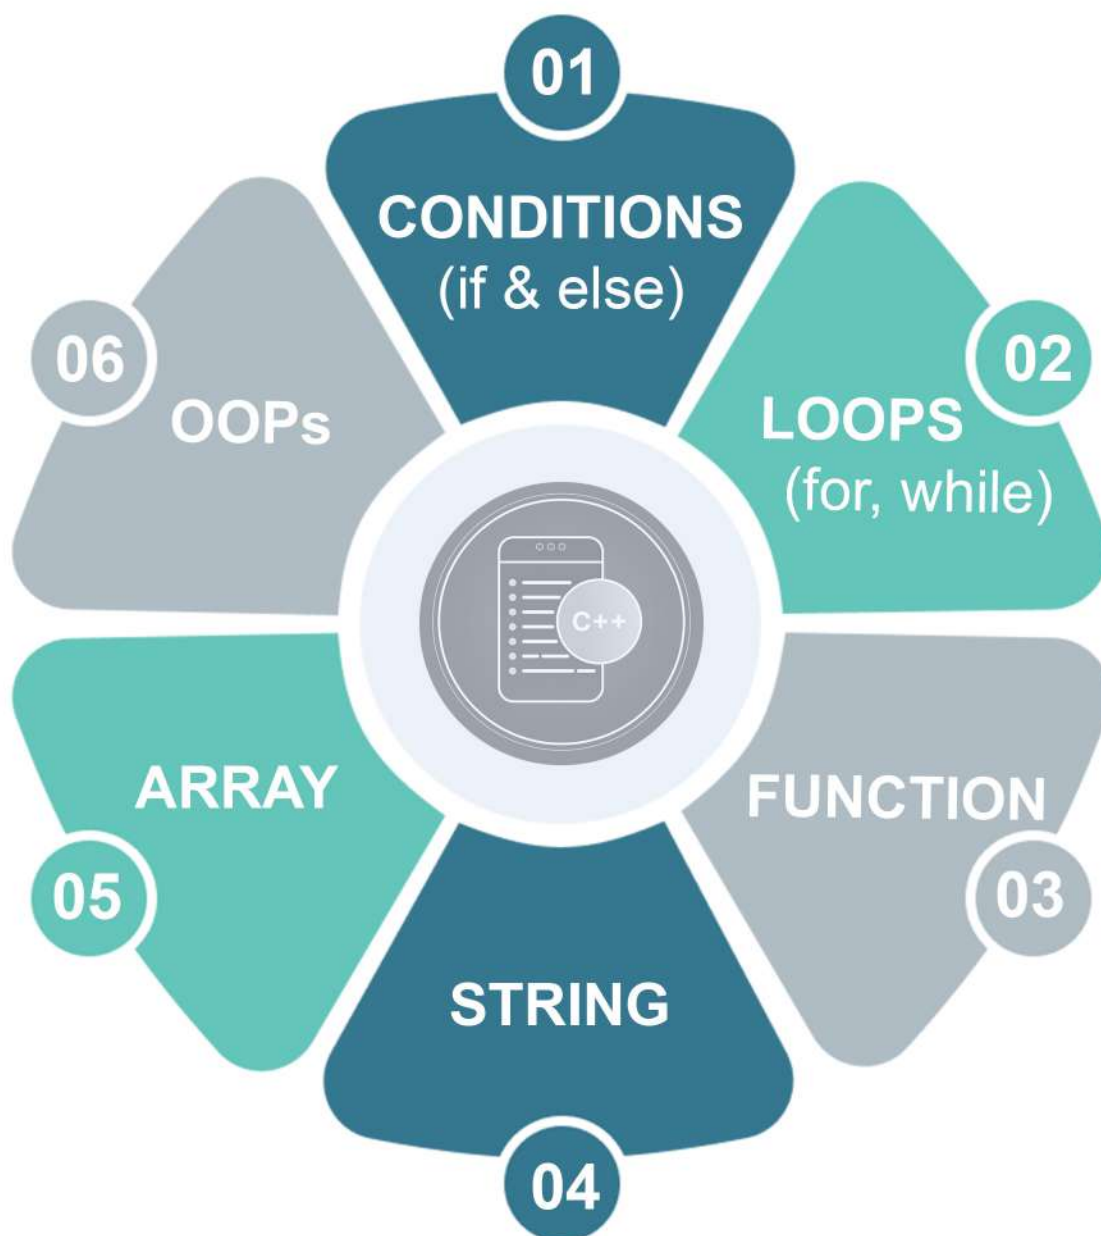 01
CONDITIONS
(if & else)
02
LOOPS
(for, while)
03
FUNCTION
04
STRING
05
ARRAY
06
OOPs
C++